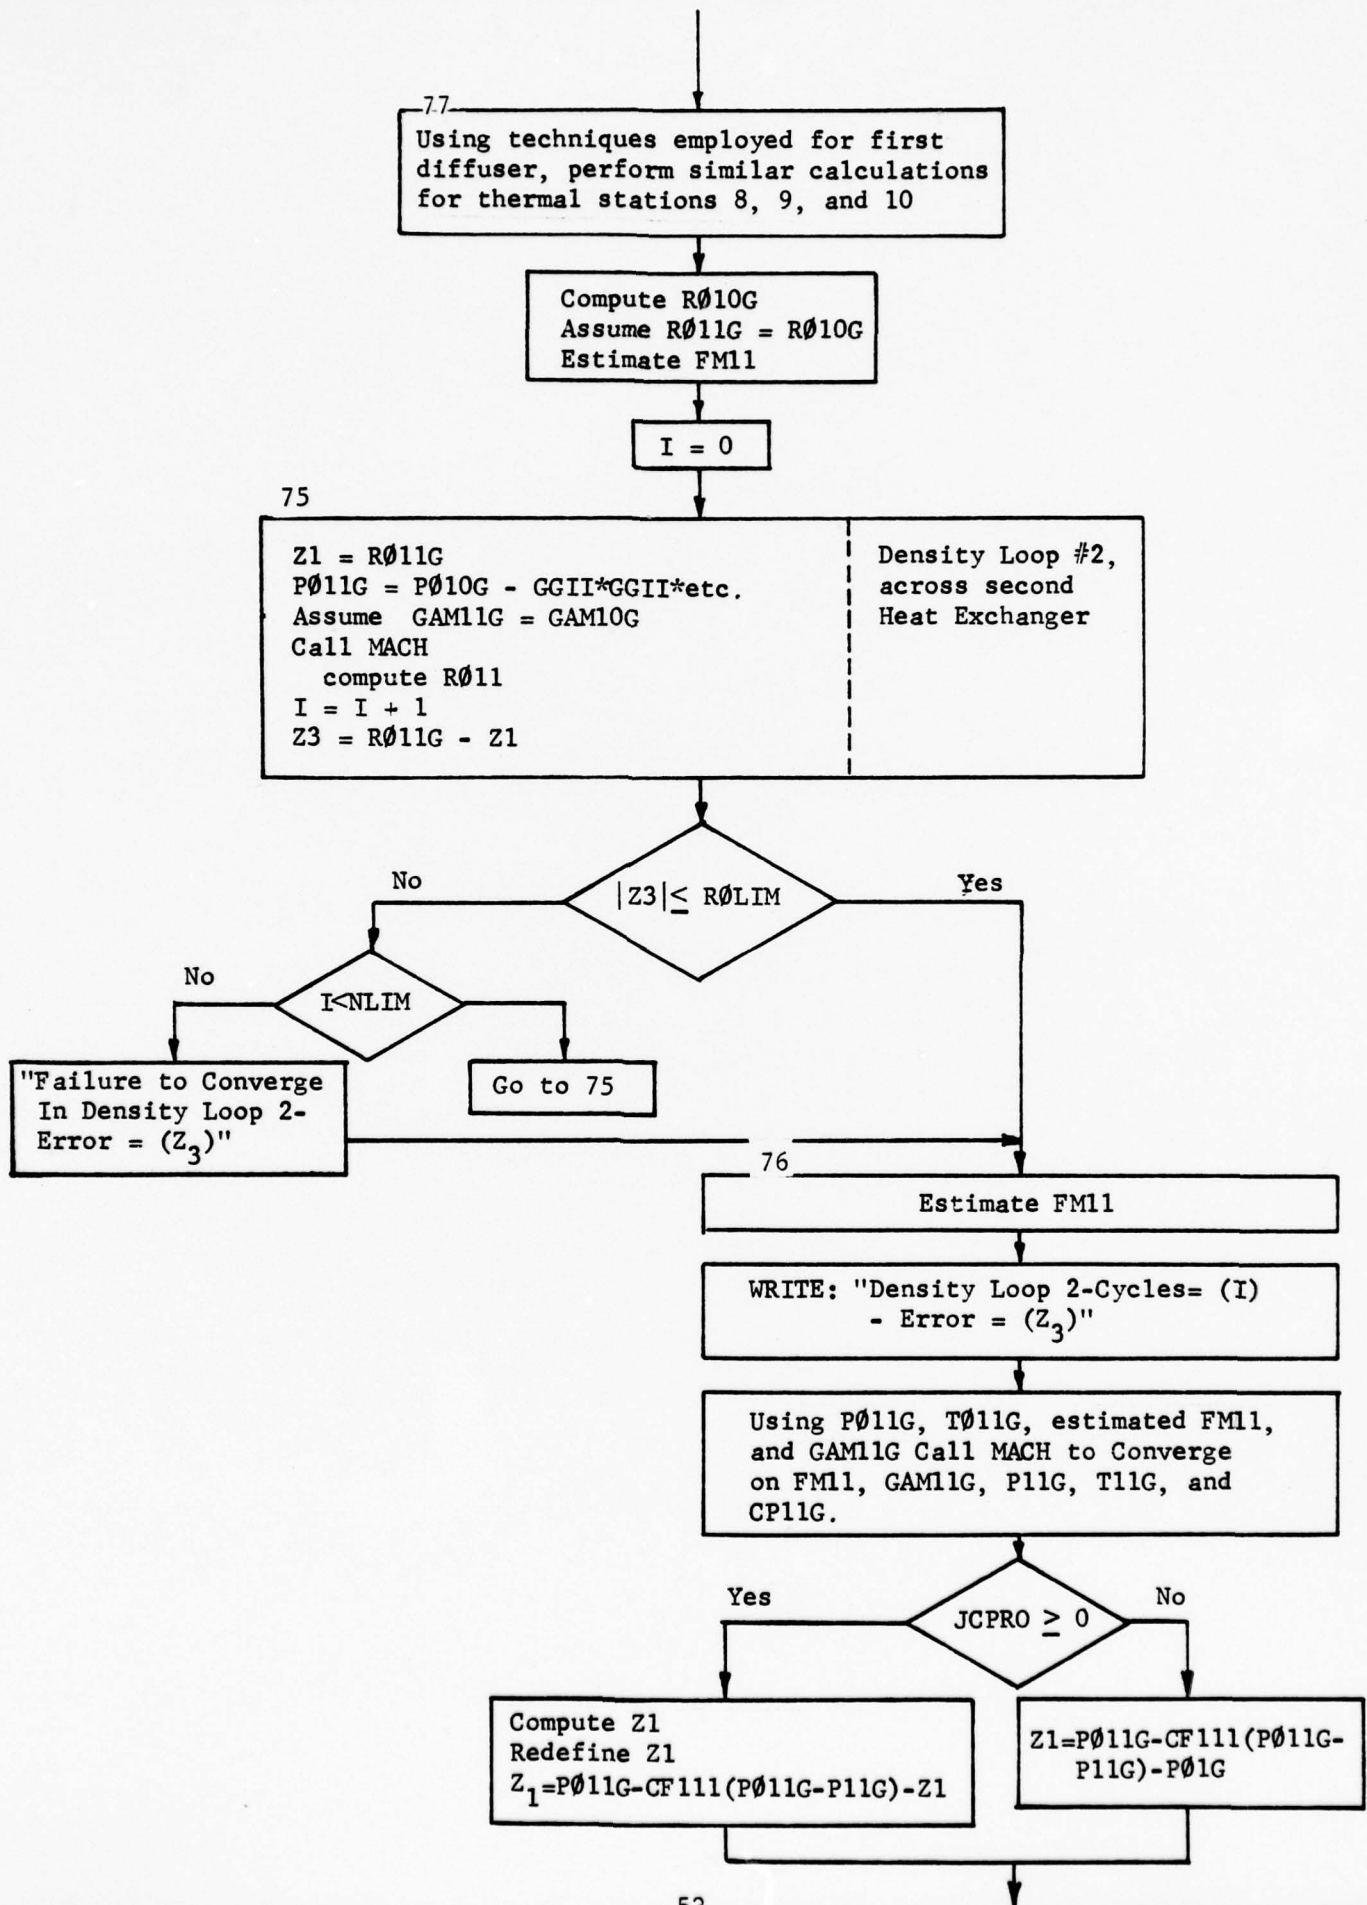 77
Using techniques employed for first
diffuser, perform similar calculations
for thermal stations 8, 9, and 10
Compute RØ10G
Assume RØ11G = RØ10G
Estimate FM11
I = 0
75
Z1 = RØ11G
PØ11G = PØ10G - GGII*GGII*etc.
Assume GAM11G = GAM10G
Call MACH
compute RØ11
I = I + 1
Z3 = RØ11G - Z1
Density Loop #2,
across second
Heat Exchanger
|Z3|≤ RØLIM
No
Yes
I<NLIM
No
"Failure to Converge
In Density Loop 2-
Error = (Z₃)"
Go to 75
76
Estimate FM11
WRITE: "Density Loop 2-Cycles= (I)
- Error = (Z₃)"
Using PØ11G, TØ11G, estimated FM11,
and GAM11G Call MACH to Converge
on FM11, GAM11G, P11G, T11G, and
CP11G.
JCPRO ≥ 0
Yes
No
Compute Z1
Redefine Z1
Z₁=PØ11G-CF111(PØ11G-P11G)-Z1
Z1=PØ11G-CF111(PØ11G-
P11G)-PØ1G